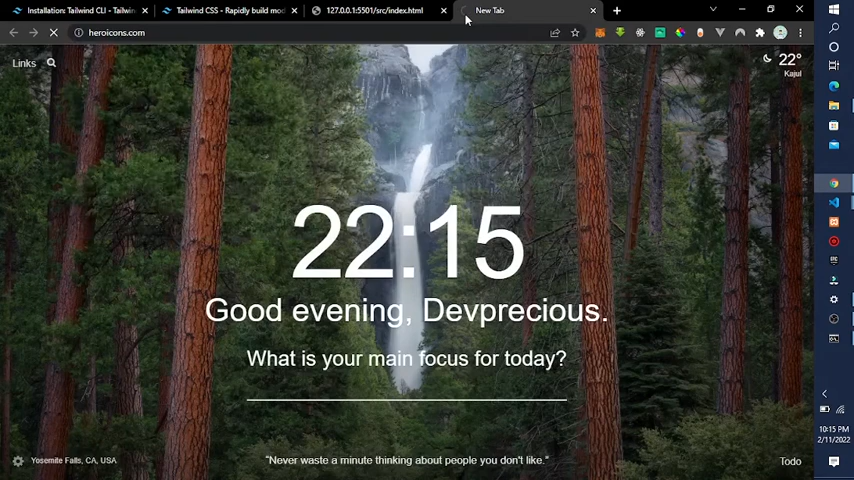 Installation: Tailwind CLI - Tailwin
Tailwind CSS - Rapidly build mod
127.0.0.1:5501/src/index.html
New Tab
heroicons.com
Links
22°
Kajul
22:15
Good evening, Devprecious.
What is your main focus for today?
Yosemite Falls, CA, USA
"Never waste a minute thinking about people you don't like."
Todo
10:15 PM
2/11/2022